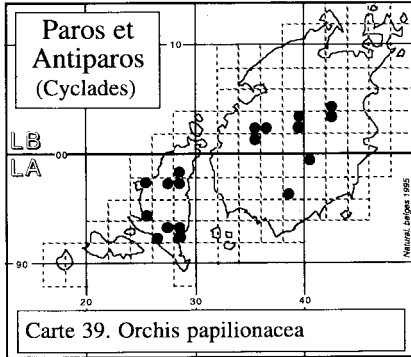 Paros et
Antiparos
(Cyclades)
10
LB
LA
00
90
20
30
40
Natural. belges 1995
Carte 39. Orchis papilionacea